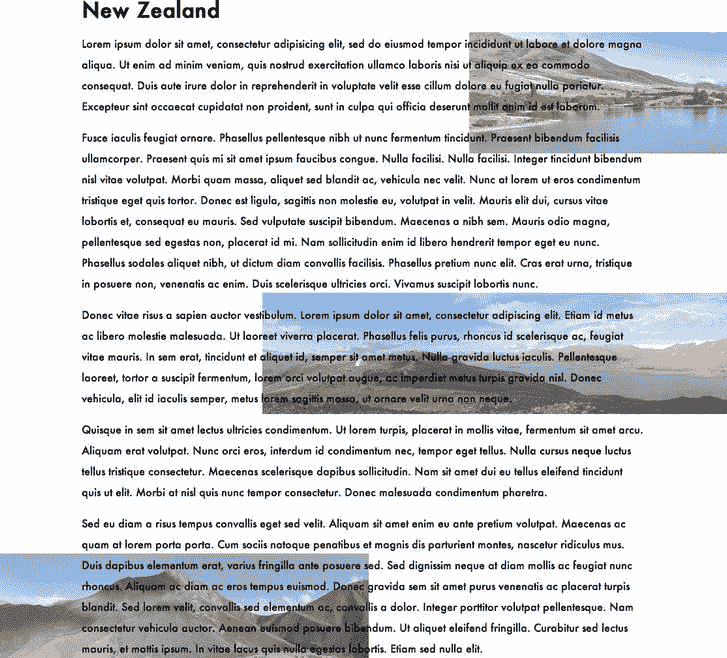 New Zealand
Lorem ipsum dolor sit amet, consectetur adipisicing elit, sed do eiusmod tempor incididunt ut labore et dolore magna
aliqua. Ut enim ad minim veniam, quis nostrud exercitation ullamco laboris nisi ut aliquip ex ea commodo
consequat. Duis aute irure dolor in reprehenderit in voluptate velit esse cillum dolore eu fugiat nulla pariatur.
Excepteur sint occaecat cupidatat non proident, sunt in culpa qui officia deserunt mollit anim id est laborum.
Fusce iaculis feugiat ornare. Phasellus pellentesque nibh ut nunc fermentum tincidunt. Praesent bibendum facilisis
ullamcorper. Praesent quis mi sit amet ipsum faucibus congue. Nulla facilisi. Nulla facilisi. Integer tincidunt bibendum
nisl vitae volutpat. Morbi quam massa, aliquet sed blandit ac, vehicula nec velit. Nunc at lorem ut eros condimentum
tristique eget quis tortor. Donec est ligula, sagittis non molestie eu, volutpat in velit. Mauris elit dui, cursus vitae
lobortis et, consequat eu mauris. Sed vulputate suscipit bibendum. Maecenas a nibh sem. Mauris odio magna,
pellentesque sed egestas non, placerat id mi. Nam sollicitudin enim id libero hendrerit tempor eget eu nunc.
Phasellus sodales aliquet nibh, ut dictum diam convallis facilisis. Phasellus pretium nunc elit. Cras erat urna, tristique
in posuere non, venenatis ac enim. Duis scelerisque ultricies orci. Vivamus suscipit lobortis nunc.
Donec vitae risus a sapien auctor vestibulum. Lorem ipsum dolor sit amet, consectetur adipiscing elit. Etiam id metus
ac libero molestie malesuada. Ut laoreet viverra placerat. Phasellus felis purus, rhoncus id scelerisque ac, feugiat
vitae mauris. In sem erat, tincidunt et aliquet id, semper sit amet metus. Nulla gravida luctus iaculis. Pellentesque
laoreet, tortor a suscipit fermentum, lorem orci volutpat augue, ac imperdiet metus turpis gravida nisl. Donec
vehicula, elit id iaculis semper, metus lorem sagittis massa, ut ornare velit urna non neque.
Quisque in sem sit amet lectus ultricies condimentum. Ut lorem turpis, placerat in mollis vitae, fermentum sit amet arcu.
Aliquam erat volutpat. Nunc orci eros, interdum id condimentum nec, tempor eget tellus. Nulla cursus neque luctus
tellus tristique consectetur. Maecenas scelerisque dapibus sollicitudin. Nam sit amet dui eu tellus eleifend tincidunt
quis ut elit. Morbi at nisl quis nunc tempor consectetur. Donec malesuada condimentum pharetra.
Sed eu diam a risus tempus convallis eget sed velit. Aliquam sit amet enim eu ante pretium volutpat. Maecenas ac
quam at lorem porta porta. Cum sociis natoque penatibus et magnis dis parturient montes, nascetur ridiculus mus.
Duis dapibus elementum erat, varius fringilla ante posuere sed. Sed dignissim neque at diam mollis ac feugiat nunc
rhoncus. Aliquam ac diam ac eros tempus euismod. Donec gravida sem sit amet purus venenatis ac placerat turpis
blandit. Sed lorem velit, convallis sed elementum ac, convallis a dolor. Integer porttitor volutpat pellentesque. Nam
consectetur vehicula auctor. Aenean euismod posuere bibendum. Ut aliquet eleifend fringilla. Curabitur sed lectus
mauris, et mattis ipsum. In vitae lacus quis nulla egestas lobortis. Etiam sed nulla elit.